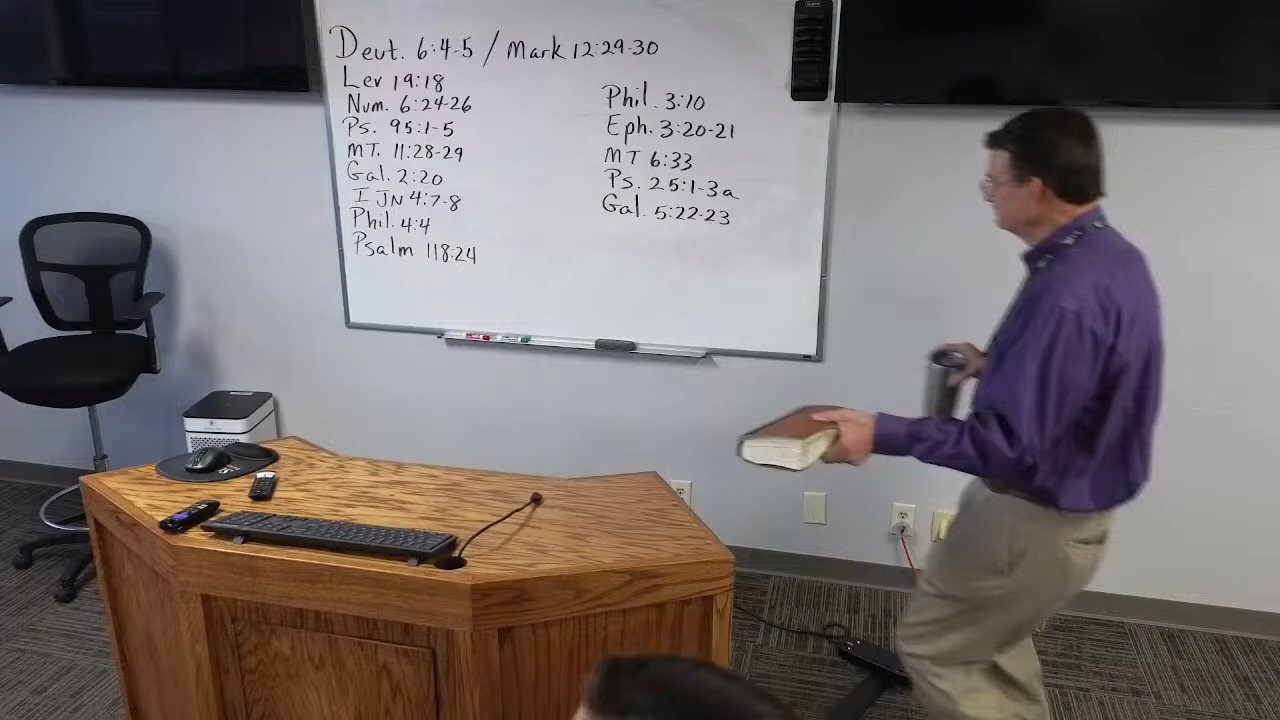 Deut. 6:4-5 / Mark 12:29-30
Lev 19:18
Num. 6:24-26
Ps. 95:1-5
MT. 11:28-29
Gal. 2:20
I JN 4:7-8
Phil. 4:4
Psalm 118:24
Phil. 3:10
Eph. 3:20-21
MT 6:33
Ps. 25:1-3a
Gal. 5:22-23